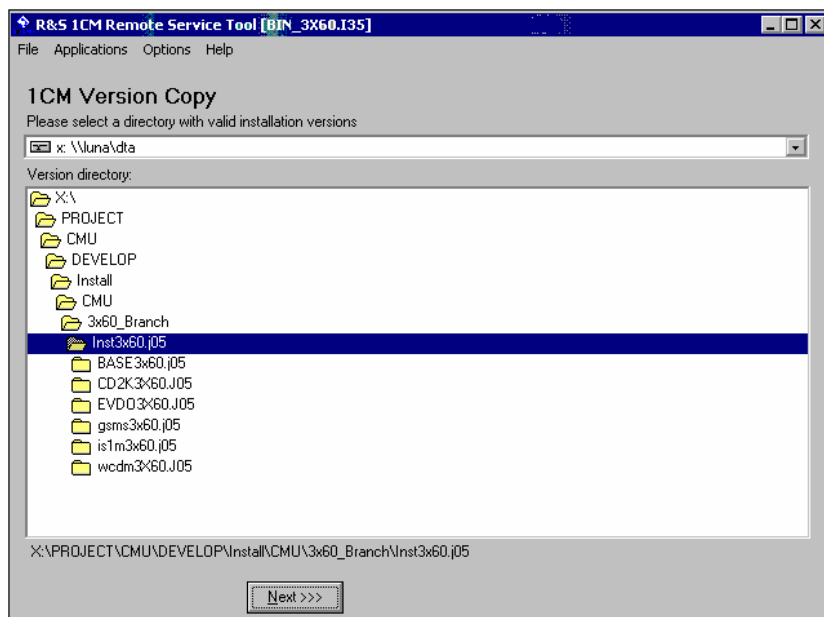 R&S 1CM Remote Service Tool [BIN_3X60.I35]
File Applications Options Help
1CM Version Copy
Please select a directory with valid installation versions
x: \\luna\dta
Version directory:
X:\
PROJECT
CMU
DEVELOP
Install
CMU
3x60_Branch
Inst3x60.j05
BASE3x60.j05
CD2K3X60.J05
EVDO3X60.J05
gsms3x60.j05
is1m3x60.j05
wcdm3X60.J05
X:\PROJECT\CMU\DEVELOP\Install\CMU\3x60_Branch\Inst3x60.j05
Next >>>